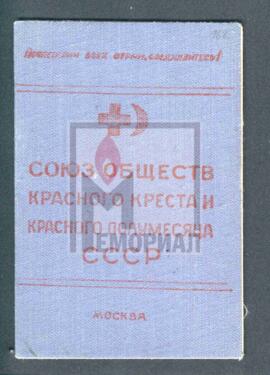 Пролетарии всех стран, соединяйтесь!
СОЮЗ ОБЩЕСТВ
КРАСНОГО КРЕСТА И
КРАСНОГО ПОЛУМЕСЯЦА
МЕМОРИАЛ
СССР
МОСКВА